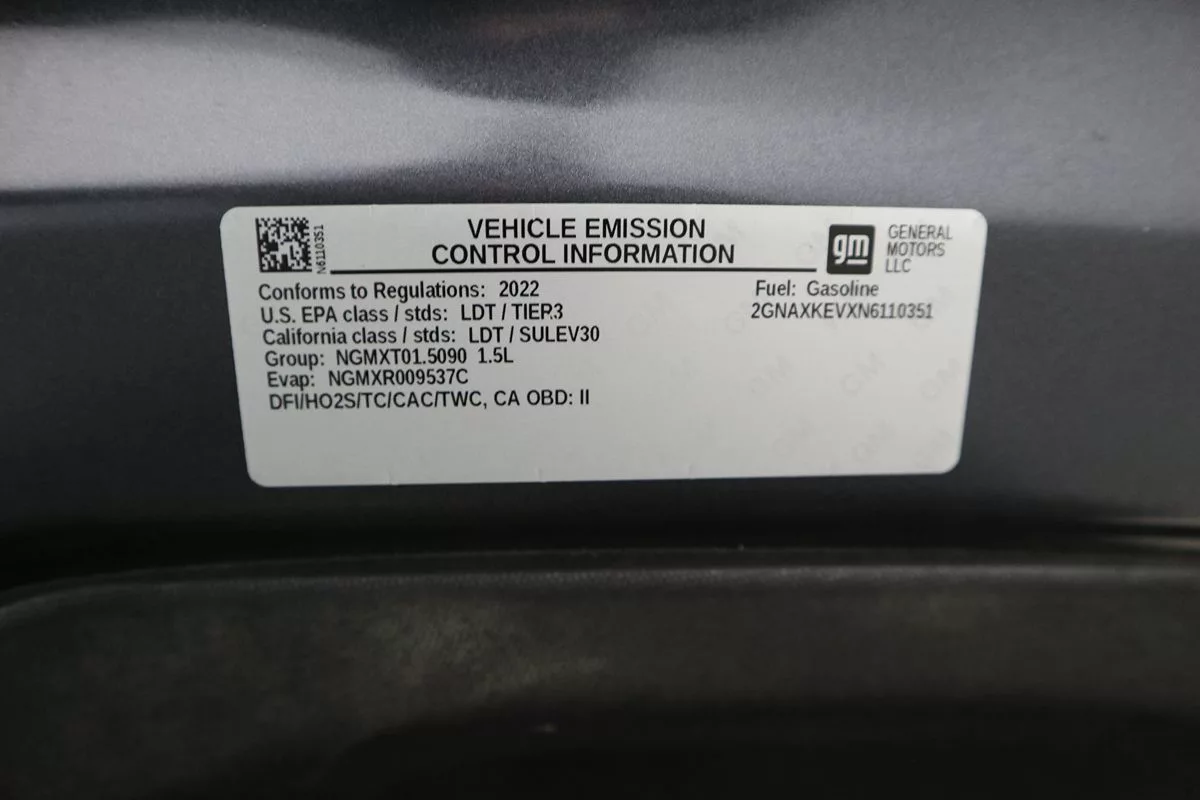 N6110351
VEHICLE EMISSION
CONTROL INFORMATION
gm
GENERAL
MOTORS
LLC
Conforms to Regulations: 2022
U.S. EPA class / stds: LDT / TIER3
California class / stds: LDT / SULEV30
Group: NGMXT01.5090 1.5L
Evap: NGMXR009537C
DFI/HO2S/TC/CAC/TWC, CA OBD: II
Fuel: Gasoline
2GNAXKEVXN6110351